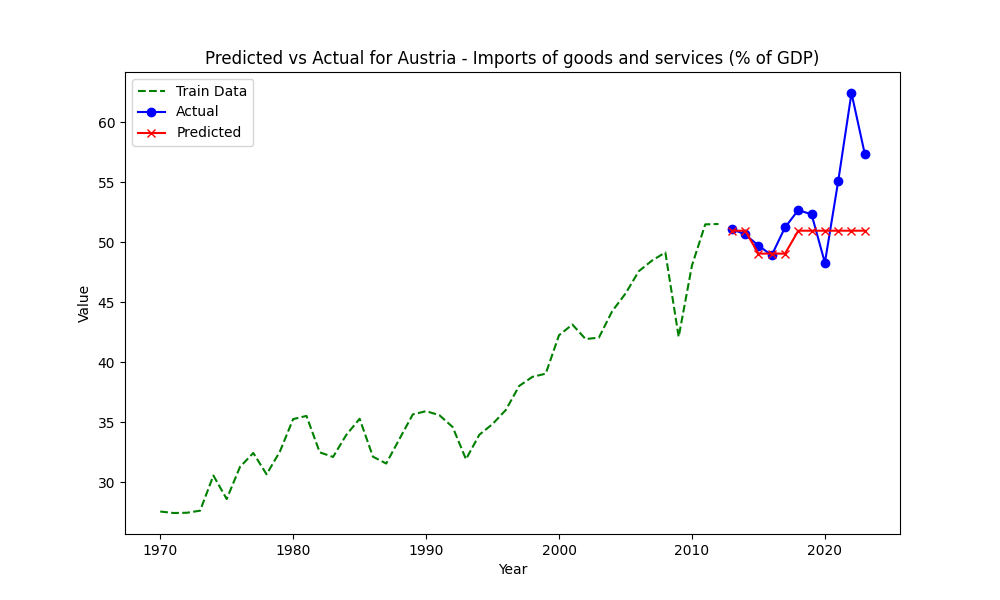 Predicted vs Actual for Austria - Imports of goods and services (% of GDP)
Train Data
Actual
Predicted
Value
60
55
50
45
40
35
30
1970 1980 1990 2000 2010 2020
Year